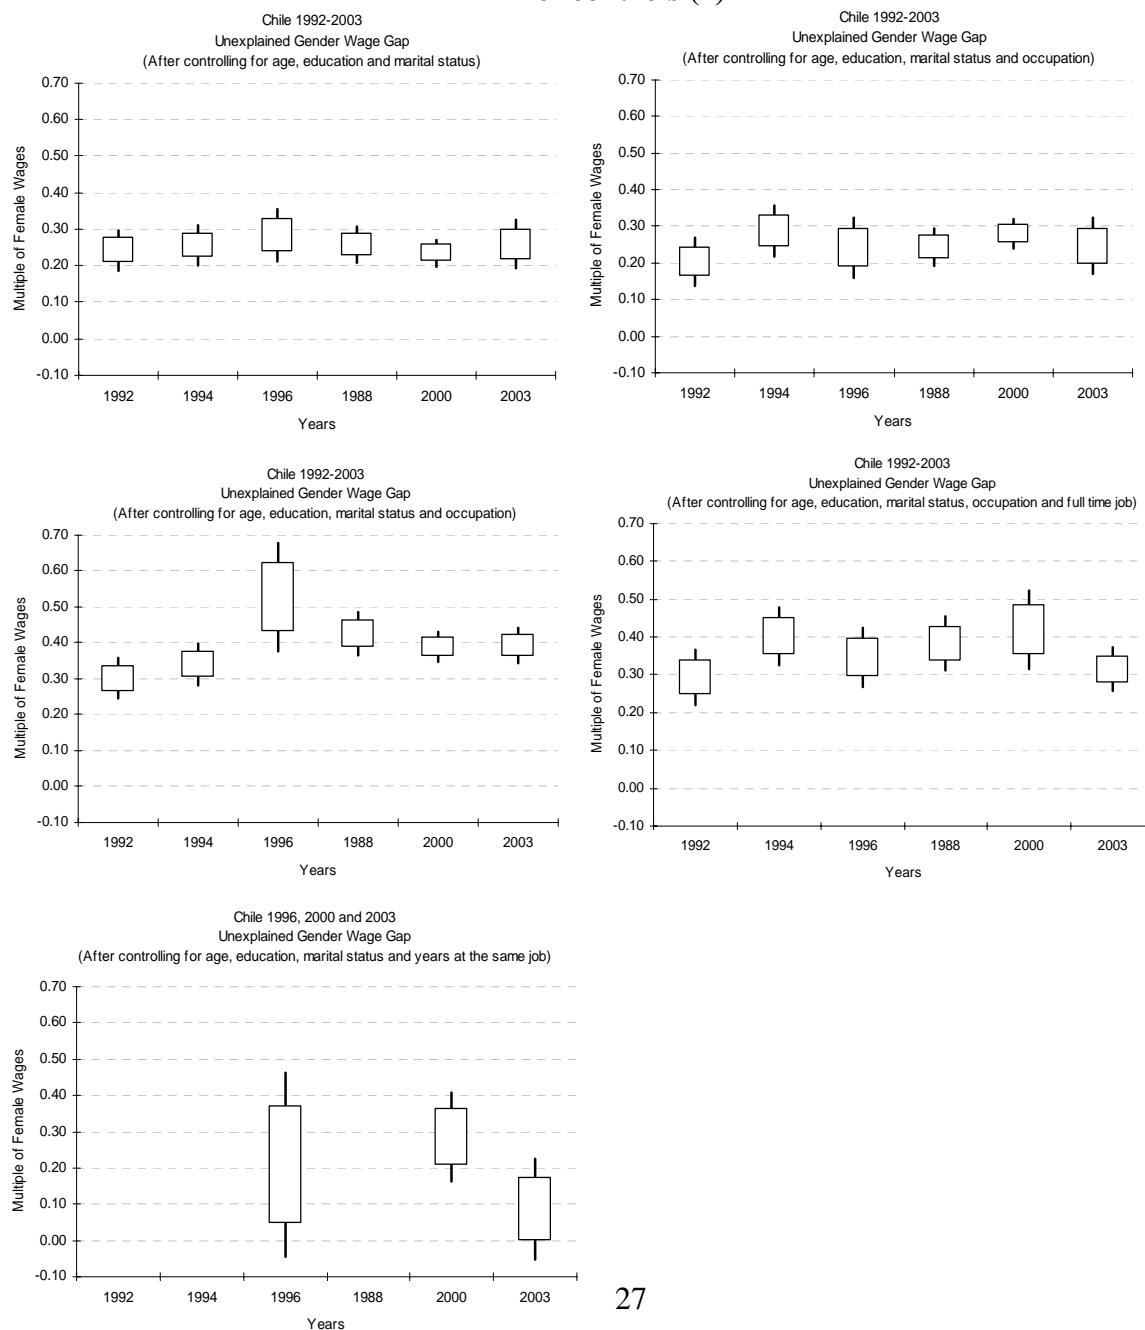 Chile 1992-2003
Unexplained Gender Wage Gap
(After controlling for age, education and marital status)
0.70
0.60
0.50
0.40
0.30
0.20
0.10
0.00
-0.10
Multiple of Female Wages
1992 1994 1996 1988 2000 2003
Years
Chile 1992-2003
Unexplained Gender Wage Gap
(After controlling for age, education, marital status and occupation)
0.70
0.60
0.50
0.40
0.30
0.20
0.10
0.00
-0.10
Multiple of Female Wages
1992 1994 1996 1988 2000 2003
Years
Chile 1992-2003
Unexplained Gender Wage Gap
(After controlling for age, education, marital status and occupation)
0.70
0.60
0.50
0.40
0.30
0.20
0.10
0.00
-0.10
Multiple of Female Wages
1992 1994 1996 1988 2000 2003
Years
Chile 1992-2003
Unexplained Gender Wage Gap
(After controlling for age, education, marital status, occupation and full time job)
0.70
0.60
0.50
0.40
0.30
0.20
0.10
0.00
-0.10
Multiple of Female Wages
1992 1994 1996 1988 2000 2003
Years
Chile 1996, 2000 and 2003
Unexplained Gender Wage Gap
(After controlling for age, education, marital status and years at the same job)
0.70
0.60
0.50
0.40
0.30
0.20
0.10
0.00
-0.10
Multiple of Female Wages
1992 1994 1996 1988 2000 2003
Years
27